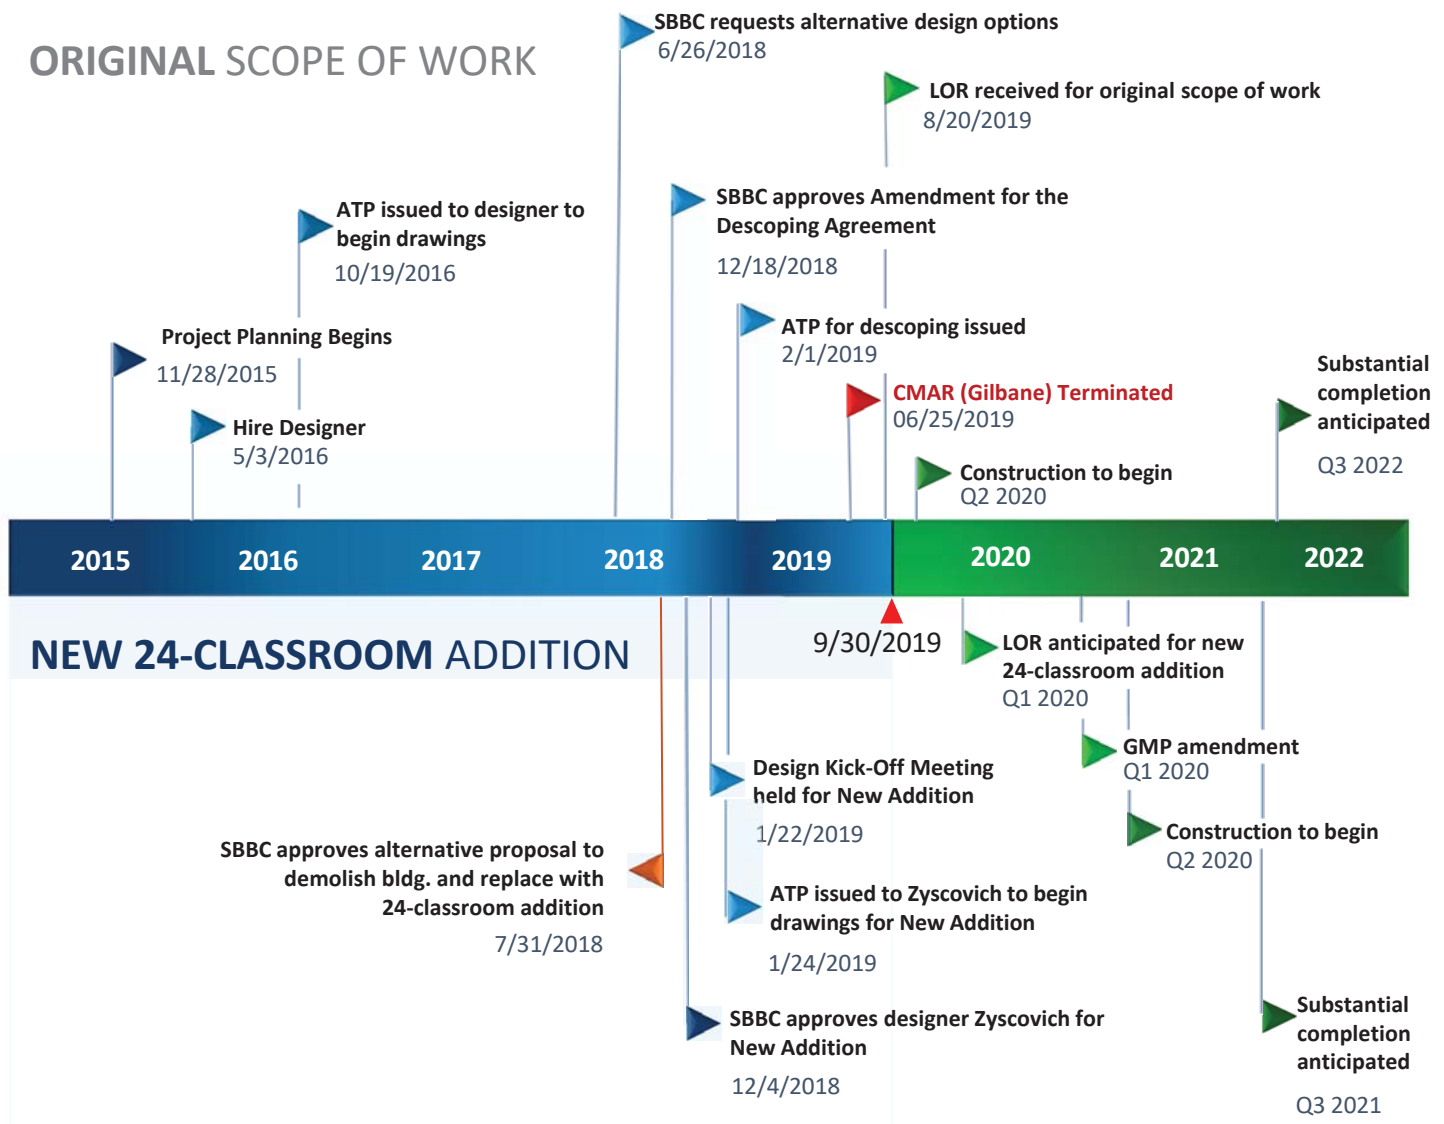 ORIGINAL SCOPE OF WORK
SBBC requests alternative design options
6/26/2018
LOR received for original scope of work
8/20/2019
ATP issued to designer to
begin drawings
10/19/2016
SBBC approves Amendment for the
Descoping Agreement
12/18/2018
Project Planning Begins
11/28/2015
ATP for descoping issued
2/1/2019
Hire Designer
5/3/2016
CMAR (Gilbane) Terminated
06/25/2019
Substantial
completion
anticipated
Q3 2022
Construction to begin
Q2 2020
2015 2016 2017 2018 2019 2020 2021 2022
NEW 24-CLASSROOM ADDITION
9/30/2019
LOR anticipated for new
24-classroom addition
Q1 2020
GMP amendment
Q1 2020
Design Kick-Off Meeting
held for New Addition
1/22/2019
Construction to begin
Q2 2020
SBBC approves alternative proposal to
demolish bldg. and replace with
24-classroom addition
7/31/2018
ATP issued to Zyscovich to begin
drawings for New Addition
1/24/2019
SBBC approves designer Zyscovich for
New Addition
12/4/2018
Substantial
completion
anticipated
Q3 2021